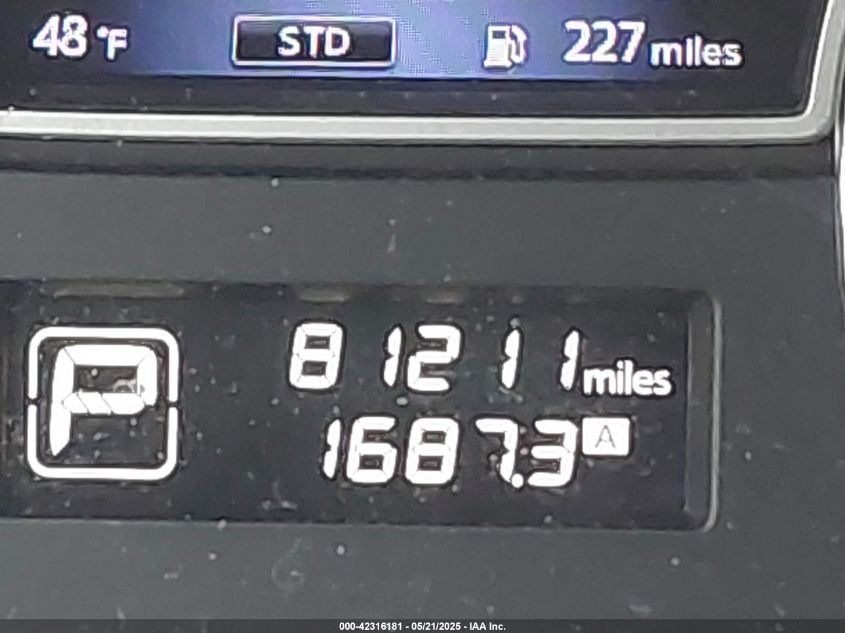 48°F STD 227 miles
P
81211 miles
1687.3 A
000-42316181 - 05/21/2025 - IAA Inc.